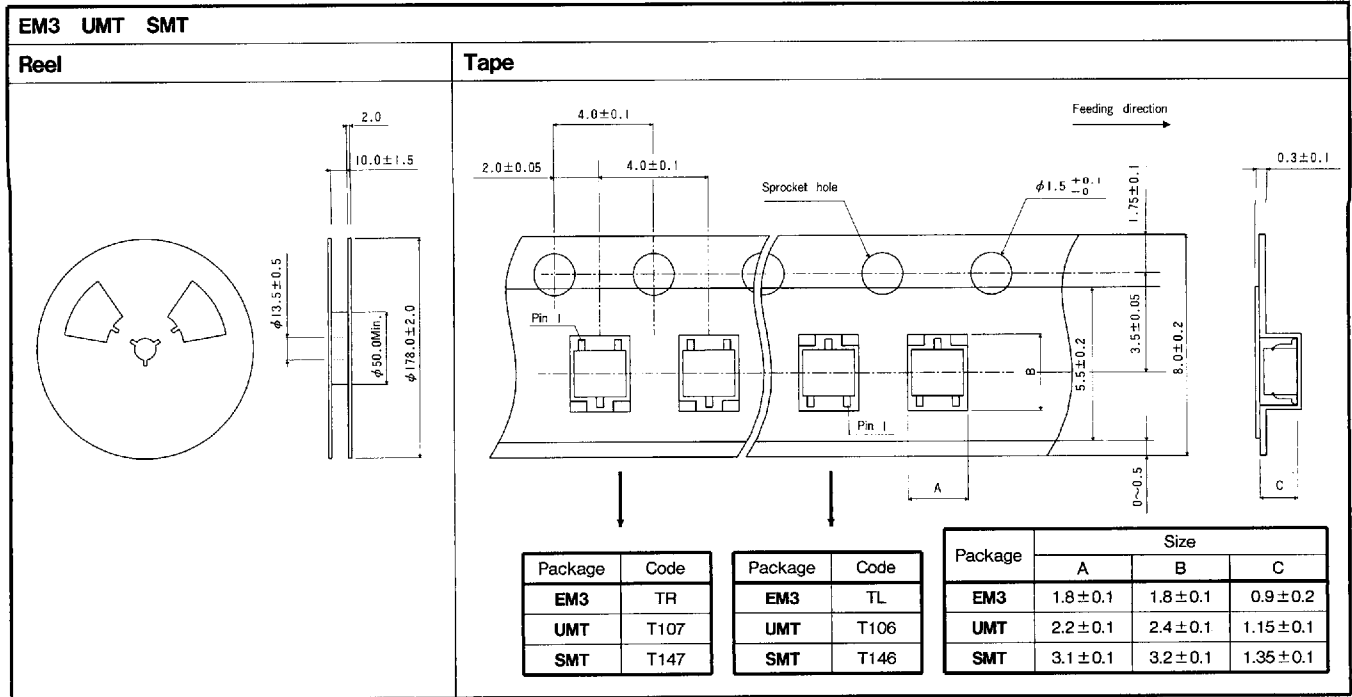 EM3 UMT SMT
Reel
Tape
2.0
10.0±1.5
φ13.5±0.5
φ50.0Min.
φ178.0±2.0
4.0±0.1
2.0±0.05
4.0±0.1
Feeding direction
Sprocket hole
φ1.5 +0.1 −0
1.75±0.1
0.3±0.1
Pin 1
Pin 1
B
5.5±0.2
3.5±0.05
8.0±0.2
A
0~0.5
C
Package Code
EM3 TR
UMT T107
SMT T147
Package Code
EM3 TL
UMT T106
SMT T146
Package Size
A B C
EM3 1.8±0.1 1.8±0.1 0.9±0.2
UMT 2.2±0.1 2.4±0.1 1.15±0.1
SMT 3.1±0.1 3.2±0.1 1.35±0.1